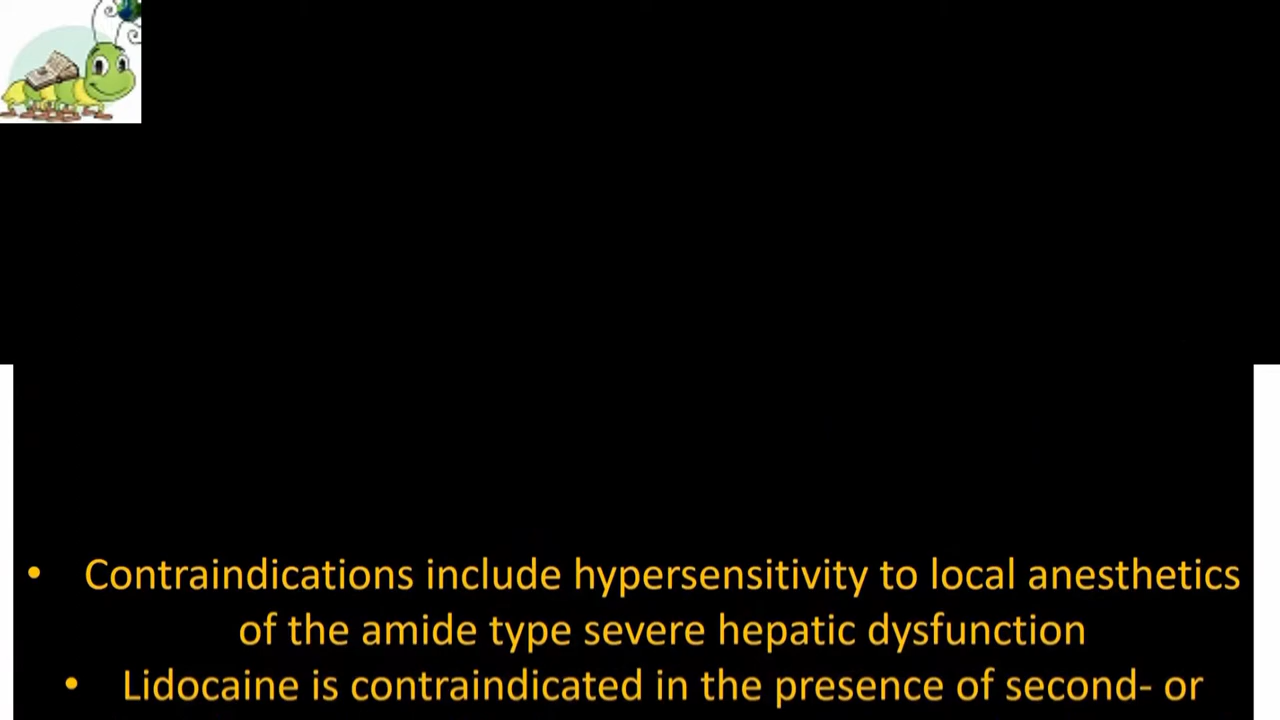 • Contraindications include hypersensitivity to local anesthetics
of the amide type severe hepatic dysfunction
• Lidocaine is contraindicated in the presence of second- or